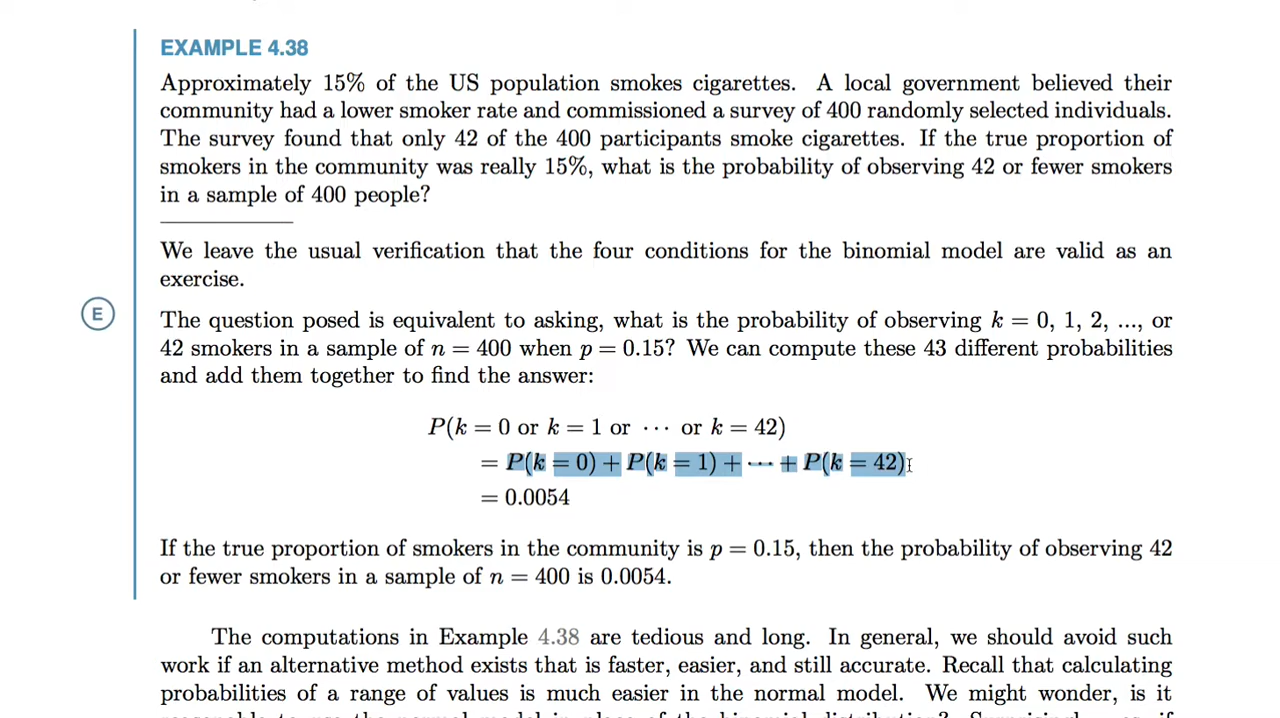 EXAMPLE 4.38
Approximately 15% of the US population smokes cigarettes. A local government believed their
community had a lower smoker rate and commissioned a survey of 400 randomly selected individuals.
The survey found that only 42 of the 400 participants smoke cigarettes. If the true proportion of
smokers in the community was really 15%, what is the probability of observing 42 or fewer smokers
in a sample of 400 people?
We leave the usual verification that the four conditions for the binomial model are valid as an
exercise.
E
The question posed is equivalent to asking, what is the probability of observing k = 0, 1, 2, ..., or
42 smokers in a sample of n = 400 when p = 0.15? We can compute these 43 different probabilities
and add them together to find the answer:
P(k = 0 or k = 1 or ⋯ or k = 42)
= P(k = 0) + P(k = 1) + ⋯ + P(k = 42)
= 0.0054
If the true proportion of smokers in the community is p = 0.15, then the probability of observing 42
or fewer smokers in a sample of n = 400 is 0.0054.
The computations in Example 4.38 are tedious and long. In general, we should avoid such
work if an alternative method exists that is faster, easier, and still accurate. Recall that calculating
probabilities of a range of values is much easier in the normal model. We might wonder, is it